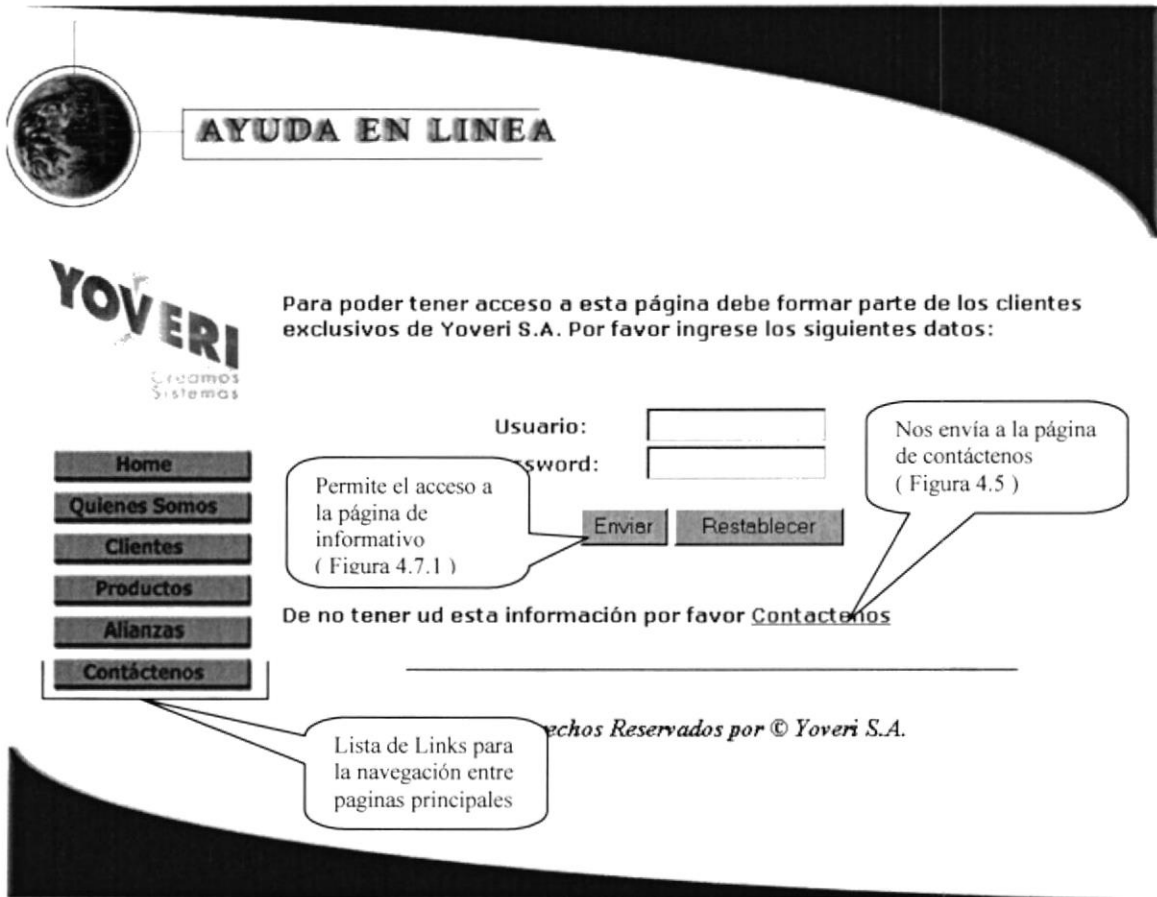 AYUDA EN LINEA
YOVERI
Creamos
Sistemas
Para poder tener acceso a esta página debe formar parte de los clientes
exclusivos de Yoveri S.A. Por favor ingrese los siguientes datos:
Usuario:
ssword:
Nos envía a la página
de contáctenos
( Figura 4.5 )
Home
Quienes Somos
Clientes
Productos
Alianzas
Contáctenos
Permite el acceso a
la página de
informativo
( Figura 4.7.1 )
Enviar
Restablecer
De no tener ud esta información por favor Contactenos
echos Reservados por © Yoveri S.A.
Lista de Links para
la navegación entre
paginas principales